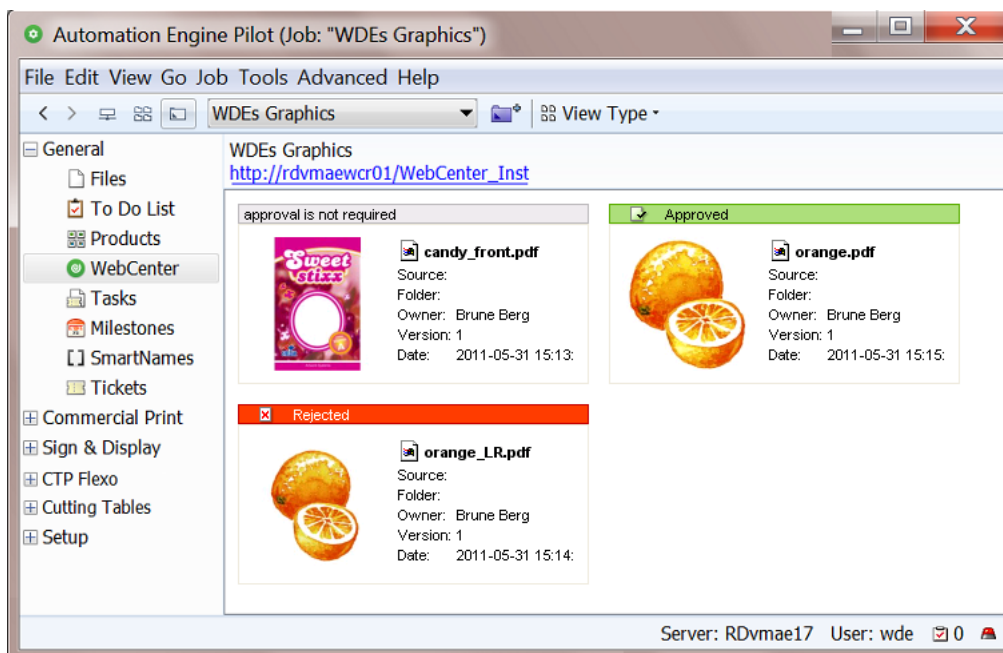 Automation Engine Pilot (Job: "WDEs Graphics")
File Edit View Go Job Tools Advanced Help
WDEs Graphics
View Type
General
Files
To Do List
Products
WebCenter
Tasks
Milestones
SmartNames
Tickets
Commercial Print
Sign & Display
CTP Flexo
Cutting Tables
Setup
WDEs Graphics
http://rdvmaewcr01/WebCenter_Inst
approval is not required
Sweet
stixx
candy_front.pdf
Source:
Folder:
Owner: Brune Berg
Version: 1
Date: 2011-05-31 15:13:
Approved
orange.pdf
Source:
Folder:
Owner: Brune Berg
Version: 1
Date: 2011-05-31 15:15:
Rejected
orange_LR.pdf
Source:
Folder:
Owner: Brune Berg
Version: 1
Date: 2011-05-31 15:14:
Server: RDvmae17 User: wde 0